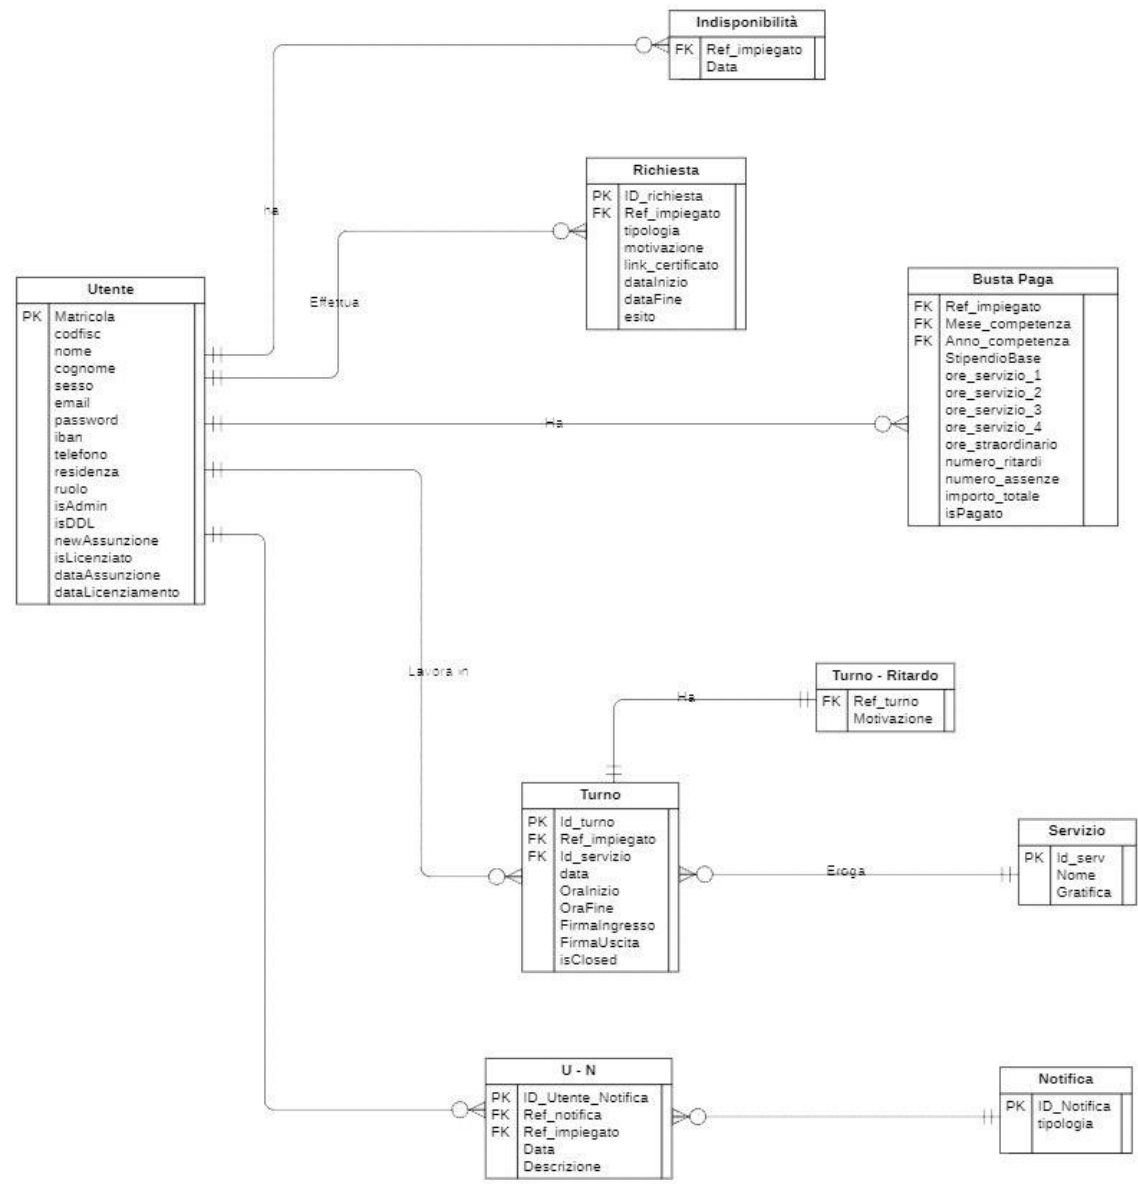 Indisponibilità
FK Ref_impiegato
Data
ha
Richiesta
PK ID_richiesta
FK Ref_impiegato
tipologia
motivazione
link_certificato
dataInizio
dataFine
esito
Effettua
Utente
PK Matricola
codfisc
nome
cognome
sesso
email
password
iban
telefono
residenza
ruolo
isAdmin
isDDL
newAssunzione
isLicenziato
dataAssunzione
dataLicenziamento
Busta Paga
FK Ref_impiegato
FK Mese_competenza
FK Anno_competenza
StipendioBase
ore_servizio_1
ore_servizio_2
ore_servizio_3
ore_servizio_4
ore_straordinario
numero_ritardi
numero_assenze
importo_totale
isPagato
Ha
Lavora in
Turno - Ritardo
FK Ref_turno
Motivazione
Ha
Turno
PK Id_turno
FK Ref_impiegato
FK Id_servizio
data
OraInizio
OraFine
FirmaIngresso
FirmaUscita
isClosed
Eroga
Servizio
PK Id_serv
Nome
Gratifica
U - N
PK ID_Utente_Notifica
FK Ref_notifica
FK Ref_impiegato
Data
Descrizione
Notifica
PK ID_Notifica
tipologia